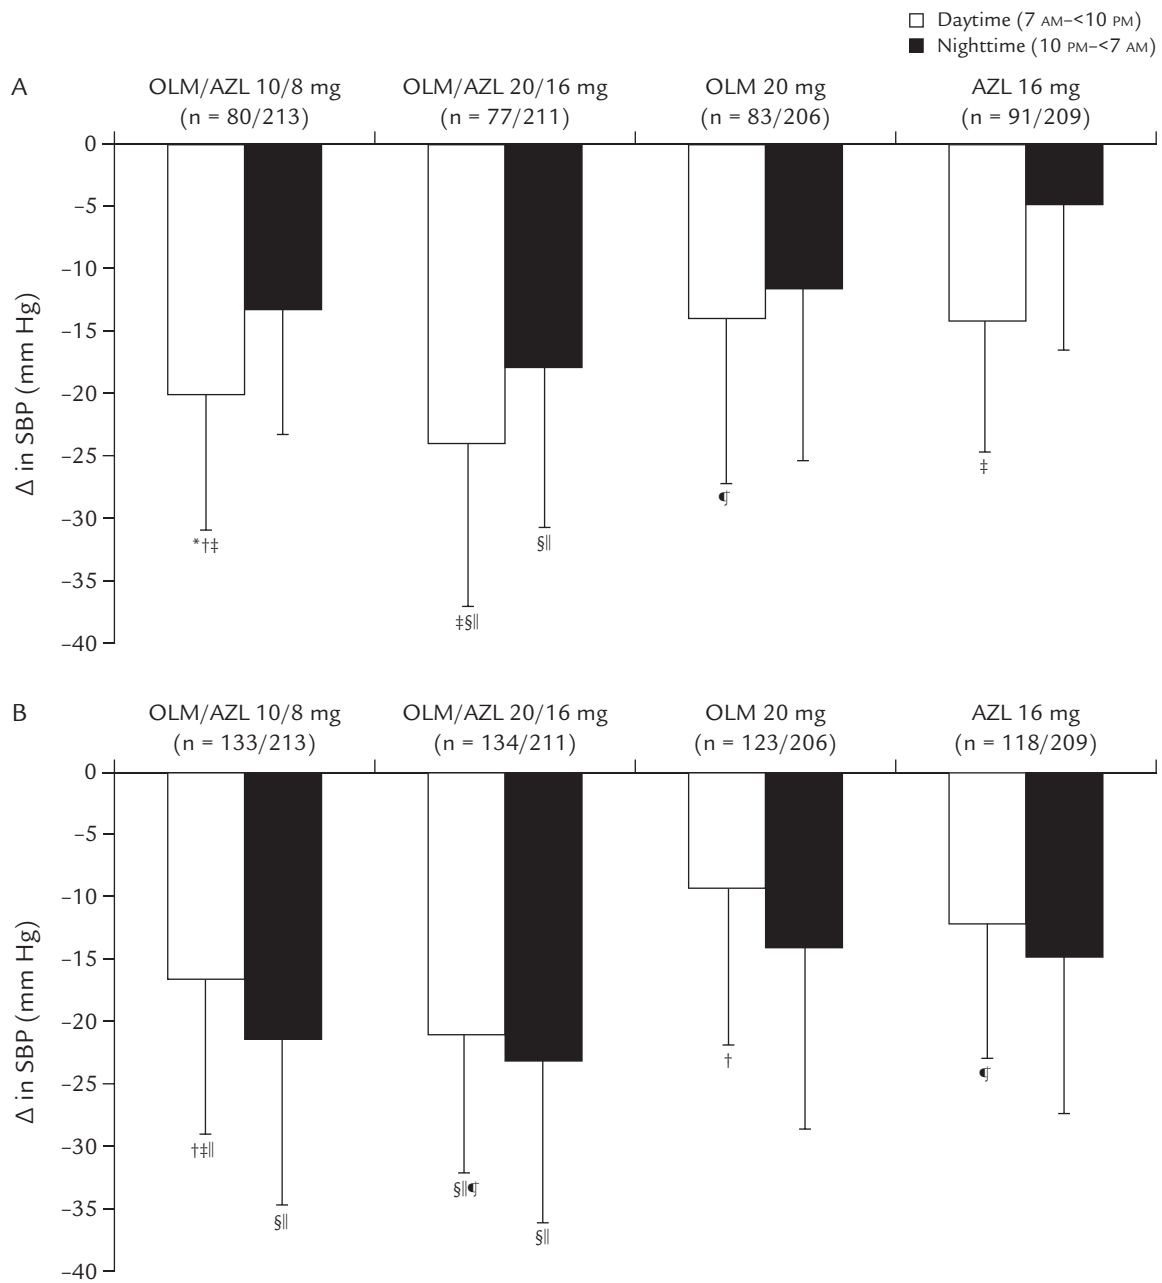 Daytime (7 AM–<10 PM)
Nighttime (10 PM–<7 AM)
A
OLM/AZL 10/8 mg
(n = 80/213)
OLM/AZL 20/16 mg
(n = 77/211)
OLM 20 mg
(n = 83/206)
AZL 16 mg
(n = 91/209)
0
–5
–10
–15
–20
–25
–30
–35
–40
Δ in SBP (mm Hg)
*†‡
‡§||
§||
¶
‡
B
OLM/AZL 10/8 mg
(n = 133/213)
OLM/AZL 20/16 mg
(n = 134/211)
OLM 20 mg
(n = 123/206)
AZL 16 mg
(n = 118/209)
0
–5
–10
–15
–20
–25
–30
–35
–40
Δ in SBP (mm Hg)
†‡||
§||
§||¶
§||
†
¶